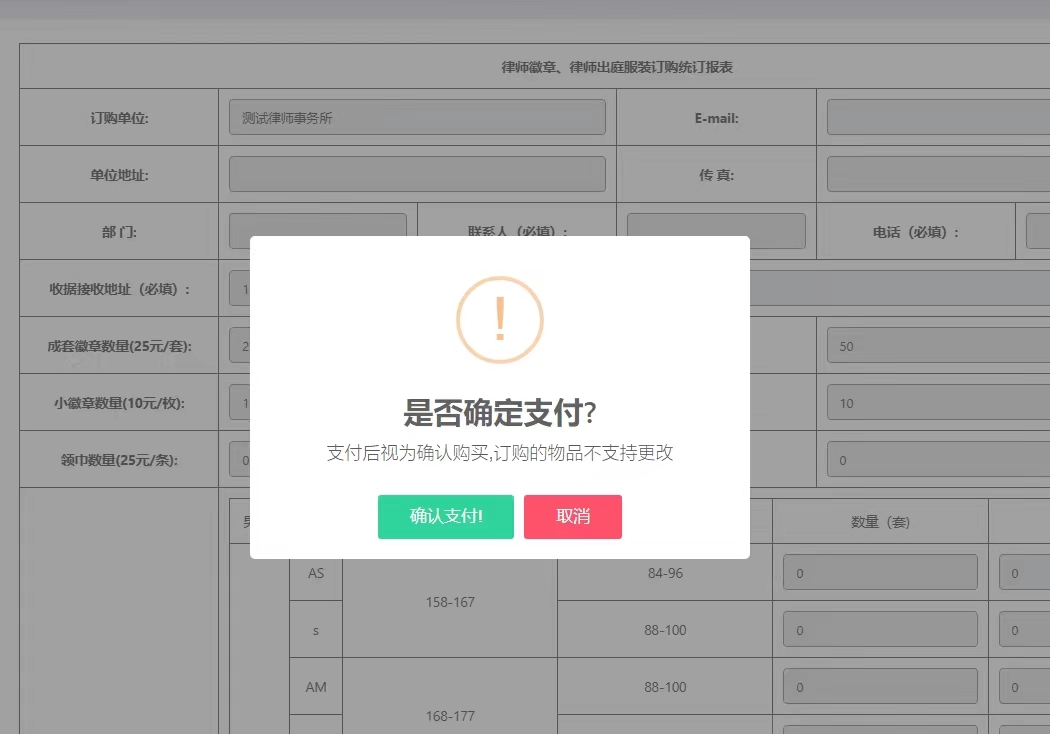 律师徽章、律师出庭服装订购统订报表
订购单位: 测试律师事务所 E-mail:
单位地址: 传 真:
部 门: 联系人（必填）: 电话（必填）:
收据接收地址（必填）: 1
成套徽章数量(25元/套): 2 50
小徽章数量(10元/枚): 1 10
领巾数量(25元/条): 0 0
!
是否确定支付?
支付后视为确认购买,订购的物品不支持更改
确认支付! 取消
男 数量（套）
AS 158-167 84-96 0 0
s 88-100 0 0
AM 168-177 88-100 0 0